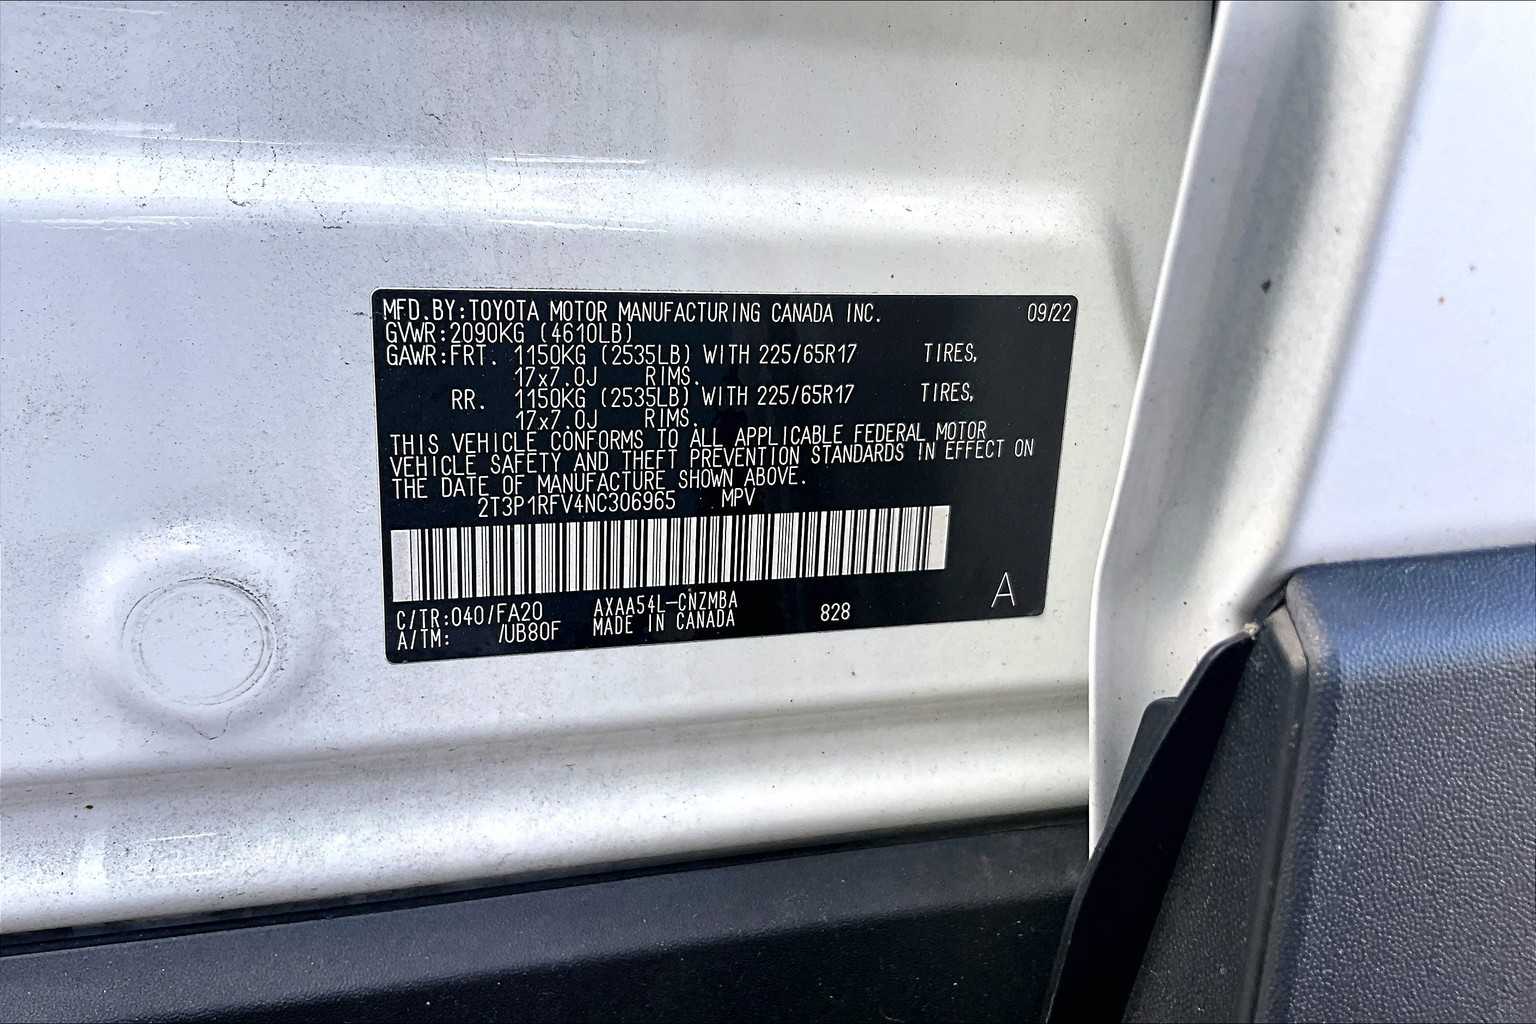 MFD.BY:TOYOTA MOTOR MANUFACTURING CANADA INC. 09/22
GVWR:2090KG (4610LB)
GAWR:FRT. 1150KG (2535LB) WITH 225/65R17 TIRES,
17x7.0J RIMS.
RR. 1150KG (2535LB) WITH 225/65R17 TIRES,
17x7.0J RIMS.
THIS VEHICLE CONFORMS TO ALL APPLICABLE FEDERAL MOTOR
VEHICLE SAFETY AND THEFT PREVENTION STANDARDS IN EFFECT ON
THE DATE OF MANUFACTURE SHOWN ABOVE.
2T3P1RFV4NC306965 MPV
C/TR:040/FA20 AXAA54L-CNZMBA 828 A
A/TM: /UB80F MADE IN CANADA